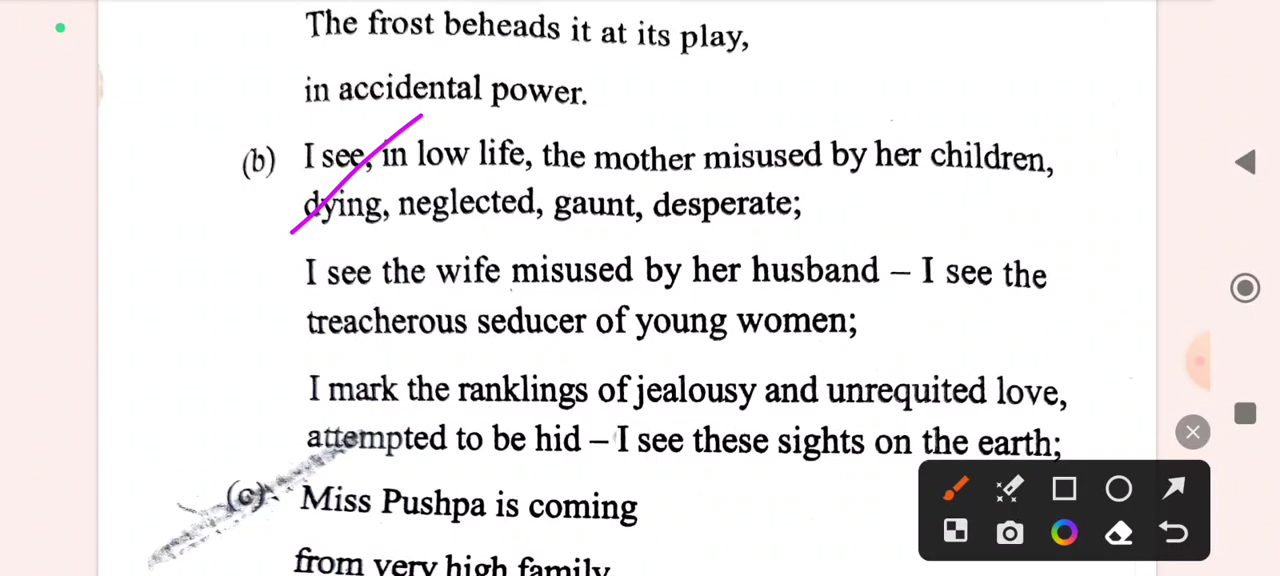 The frost beheads it at its play,
in accidental power.
(b) I see, in low life, the mother misused by her children,
dying, neglected, gaunt, desperate;
I see the wife misused by her husband – I see the
treacherous seducer of young women;
I mark the ranklings of jealousy and unrequited love,
attempted to be hid – I see these sights on the earth;
(c) Miss Pushpa is coming
from very high family